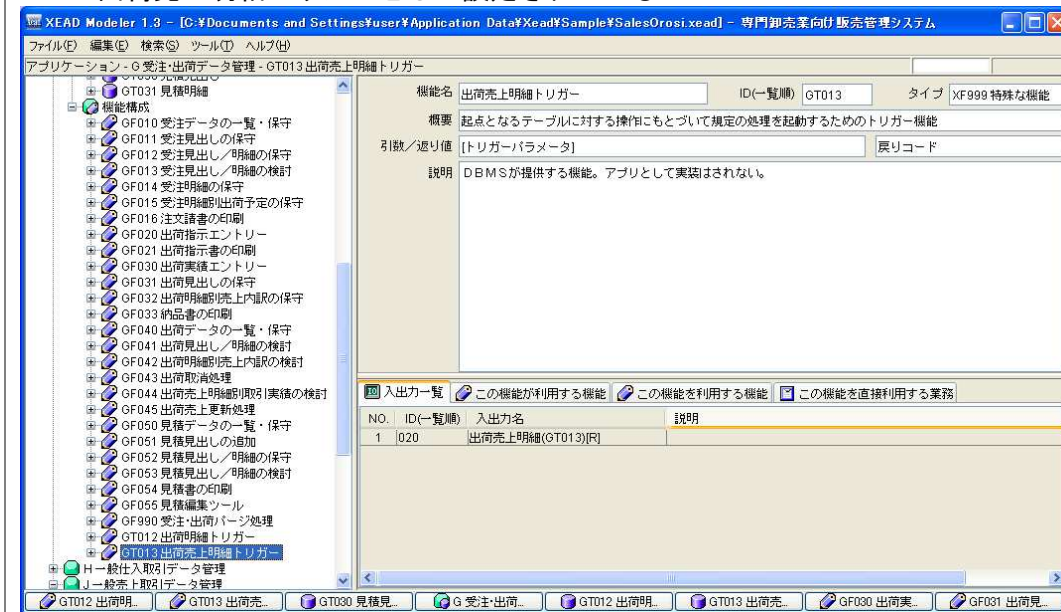 XEAD Modeler 1.3 - [C:¥Documents and Settings¥user¥Application Data¥Xead¥Sample¥SalesOrosi.xead] - 専門卸売業向け販売管理システム
ファイル(F) 編集(E) 検索(S) ツール(T) ヘルプ(H)
アプリケーション - G 受注・出荷データ管理 - GT013 出荷売上明細トリガー
GT031 見積明細
機能構成
GF010 受注データの一覧・保守
GF011 受注見出しの保守
GF012 受注見出し／明細の保守
GF013 受注見出し／明細の検討
GF014 受注明細の保守
GF015 受注明細別出荷予定の保守
GF016 注文請書の印刷
GF020 出荷指示エントリー
GF021 出荷指示書の印刷
GF030 出荷実績エントリー
GF031 出荷見出しの保守
GF032 出荷明細別売上内訳の保守
GF033 納品書の印刷
GF040 出荷データの一覧・保守
GF041 出荷見出し／明細の検討
GF042 出荷明細別売上内訳の検討
GF043 出荷取消処理
GF044 出荷売上明細別取引実績の検討
GF045 出荷売上更新処理
GF050 見積データの一覧・保守
GF051 見積見出しの追加
GF052 見積見出し／明細の保守
GF053 見積見出し／明細の検討
GF054 見積書の印刷
GF055 見積編集ツール
GF990 受注・出荷パージ処理
GT012 出荷明細トリガー
GT013 出荷売上明細トリガー
H 一般仕入取引データ管理
J 一般売上取引データ管理
機能名 出荷売上明細トリガー ID(一覧順) GT013 タイプ XF999 特殊な機能
概要 起点となるテーブルに対する操作にもとづいて規定の処理を起動するためのトリガー機能
引数／返り値 [トリガーパラメータ] 戻りコード
説明 ＤＢＭＳが提供する機能。アプリとして実装はされない。
入出力一覧 この機能が利用する機能 この機能を利用する機能 この機能を直接利用する業務
NO. ID(一覧順) 入出力名 説明
1 020 出荷売上明細(GT013)[R]
GT012 出荷明... GT013 出荷売... GT030 見積見... G 受注・出荷... GT012 出荷明... GT013 出荷売... GF030 出荷実... GF031 出荷見...